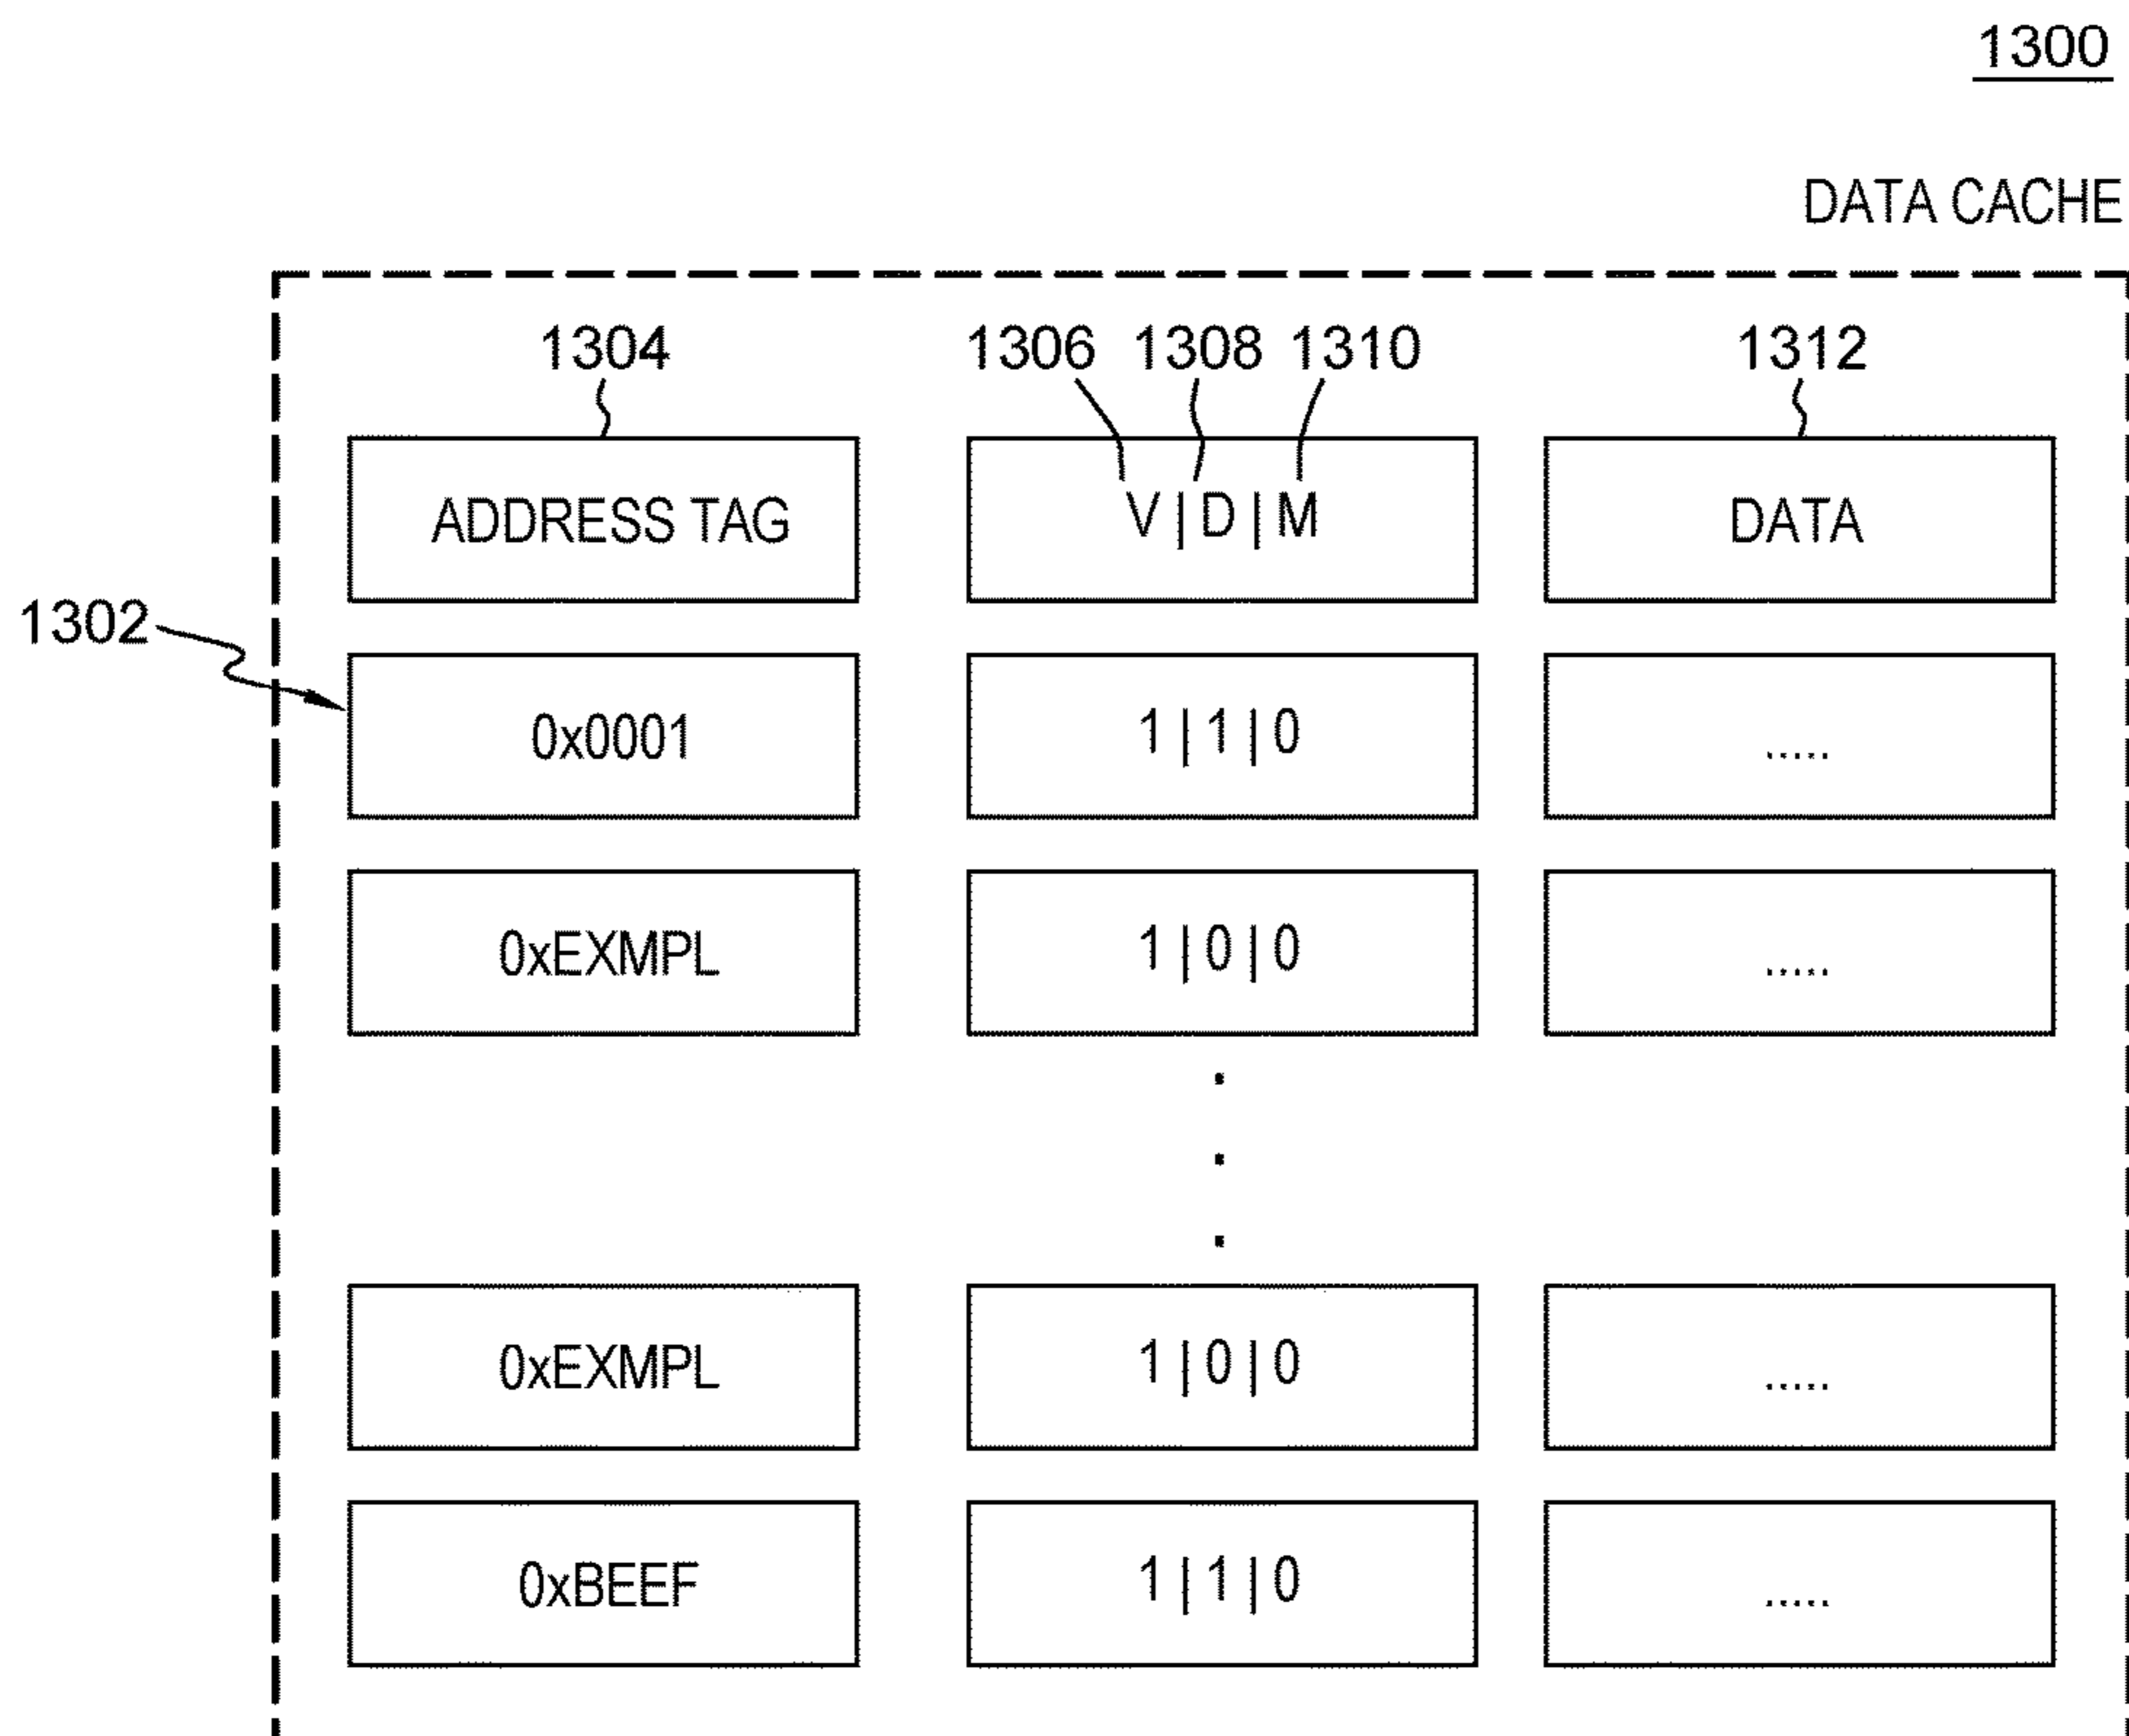 1300
DATA CACHE
1304 1306 1308 1310 1312
ADDRESS TAG V|D|M DATA
1302
0x0001 1|1|0 .....
0xEXMPL 1|0|0 .....
0xEXMPL 1|0|0 .....
0xBEEF 1|1|0 .....